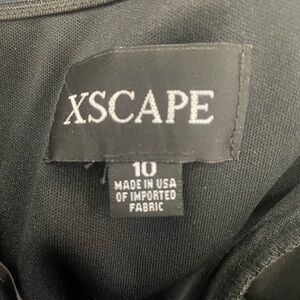 XSCAPE
10
MADE IN USA
OF IMPORTED
FABRIC